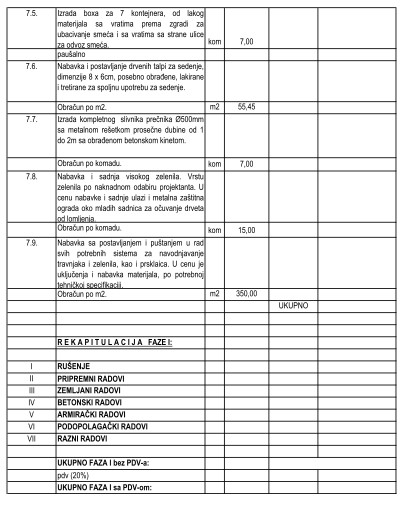 7.5. Izrada boxa za 7 kontejnera, od lakog
materijala sa vratima prema zgradi za
ubacivanje smeća i sa vratima sa strane ulice
za odvoz smeća. kom 7,00
paušalno
7.6. Nabavka i postavljanje drvenih talpi za sedenje,
dimenzije 8 x 6cm, posebno obrađene, lakirane
i tretirane za spoljnu upotrebu za sedenje.
Obračun po m2. m2 55,45
7.7. Izrada kompletnog slivnika prečnika Ø500mm
sa metalnom rešetkom prosečne dubine od 1
do 2m sa obrađenom betonskom kinetom.
Obračun po komadu. kom 7,00
7.8. Nabavka i sadnja visokog zelenila. Vrstu
zelenila po naknadnom odabiru projektanta. U
cenu nabavke i sadnje ulazi i metalna zaštitna
ograda oko mladih sadnica za očuvanje drveta
od lomljenja.
Obračun po komadu. kom 15,00
7.9. Nabavka sa postavljanjem i puštanjem u rad
svih potrebnih sistema za navodnjavanje
travnjaka i zelenila, kao i prsklaica. U cenu je
uključenja i nabavka materijala, po potrebnoj
tehničkoj specifikaciji.
Obračun po m2. m2 350,00
UKUPNO
R E K A P I T U L A C I J A FAZE I:
I RUŠENJE
II PRIPREMNI RADOVI
III ZEMLJANI RADOVI
IV BETONSKI RADOVI
V ARMIRAČKI RADOVI
VI PODOPOLAGAČKI RADOVI
VII RAZNI RADOVI
UKUPNO FAZA I bez PDV-a:
pdv (20%)
UKUPNO FAZA I sa PDV-om: